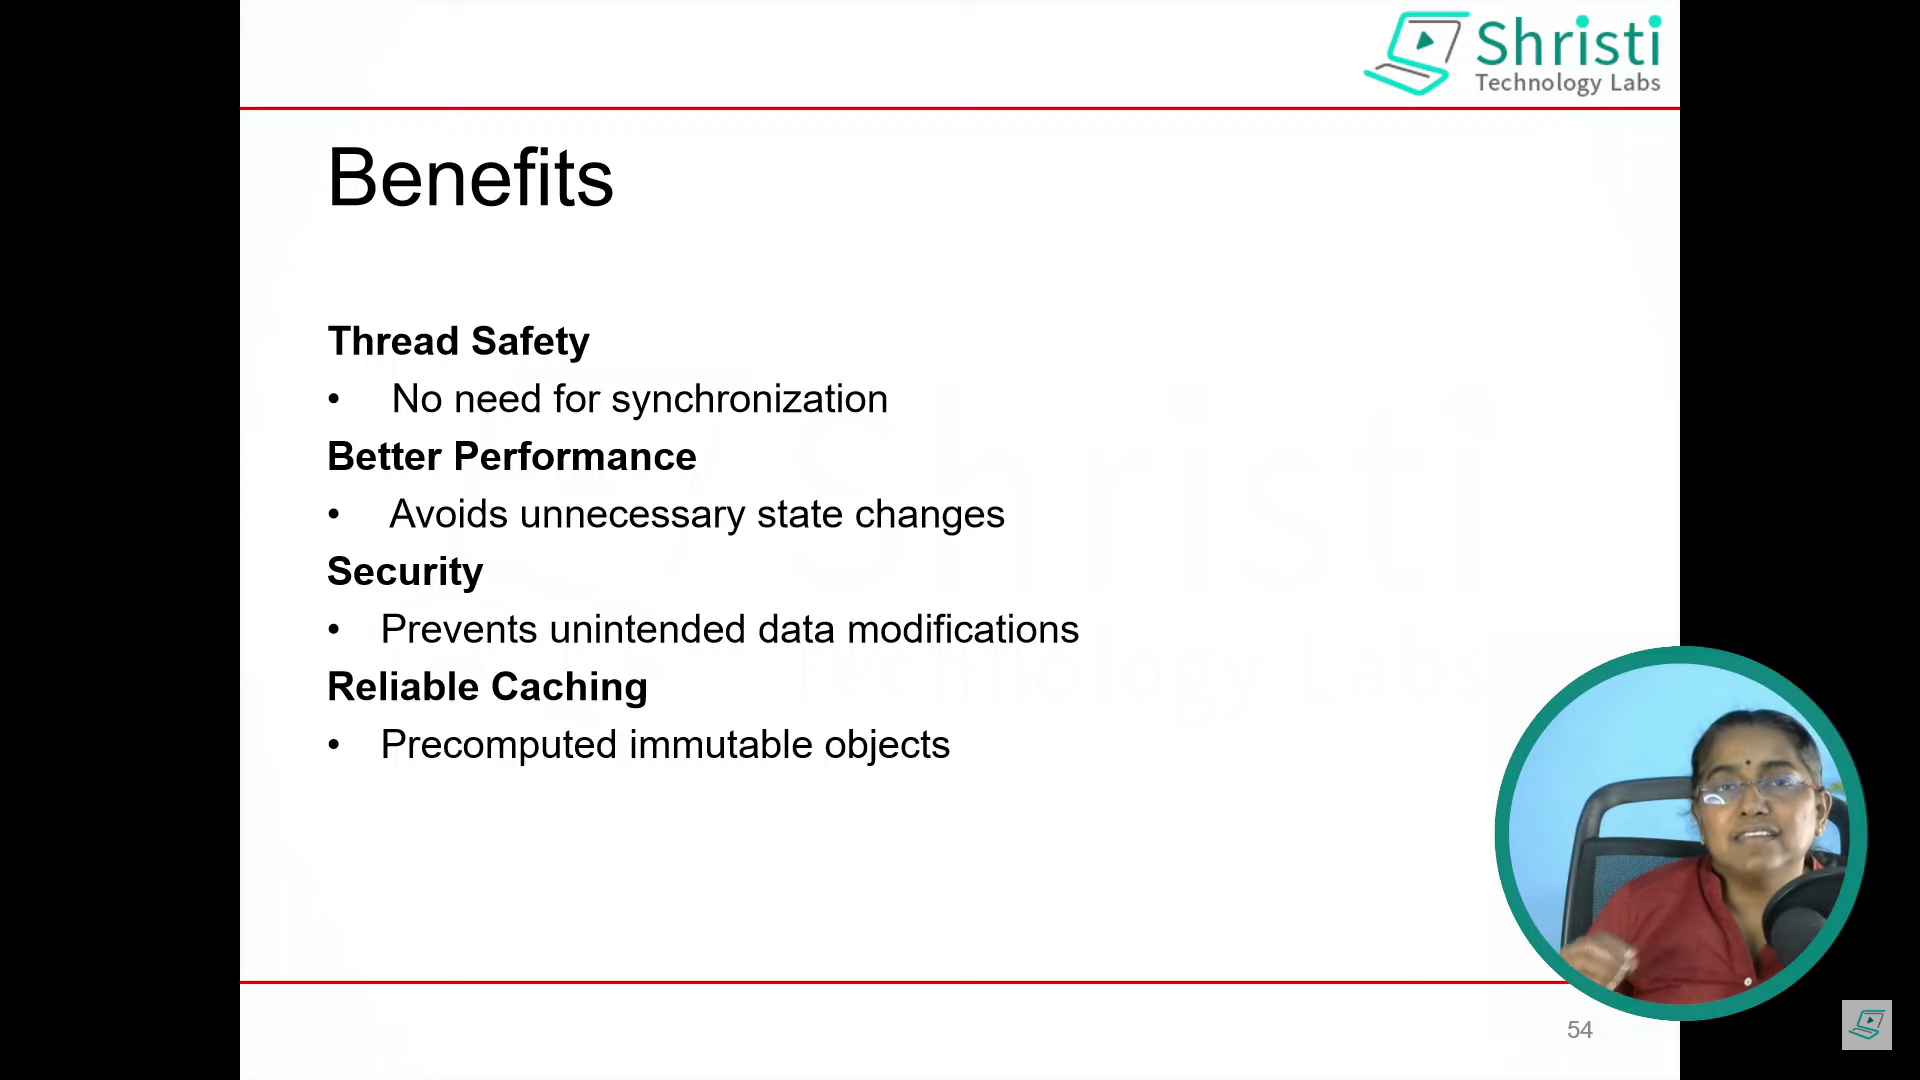 Shristi
Technology Labs
Benefits
Thread Safety
• No need for synchronization
Better Performance
• Avoids unnecessary state changes
Security
• Prevents unintended data modifications
Reliable Caching
• Precomputed immutable objects
Shristi
Technology Labs
54